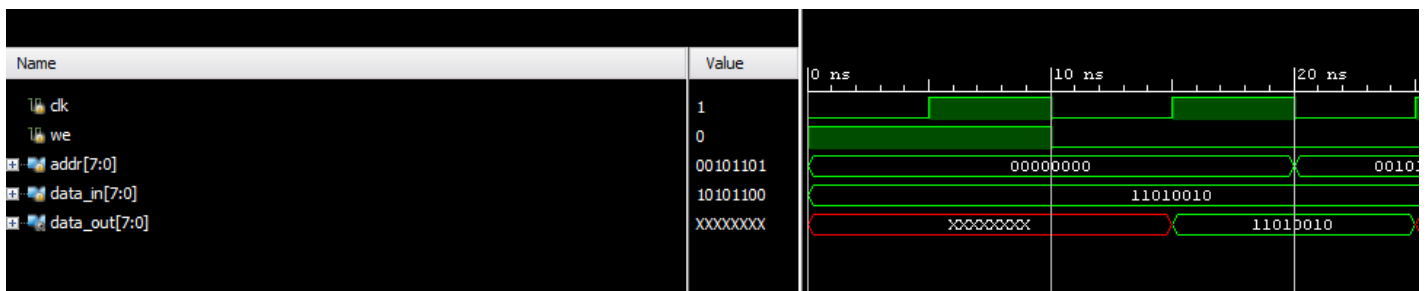 Name Value
0 ns 10 ns 20 ns
clk 1
we 0
addr[7:0] 00101101 00000000 0010
data_in[7:0] 10101100 11010010
data_out[7:0] XXXXXXXX XXXXXXXX 11010010